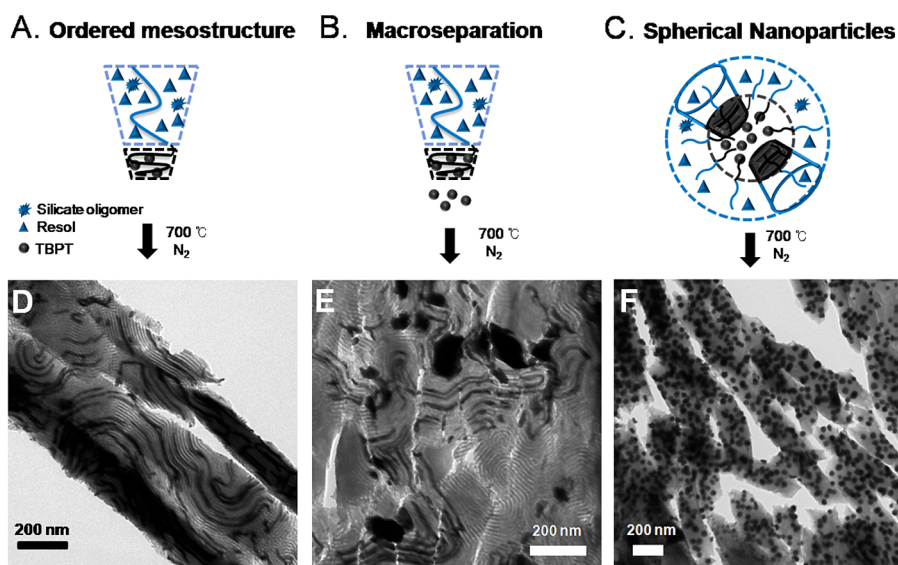 A. Ordered mesostructure
B. Macroseparation
C. Spherical Nanoparticles
Silicate oligomer
Resol
TBPT
700 ℃
N2
700 ℃
N2
700 ℃
N2
D
E
F
200 nm
200 nm
200 nm